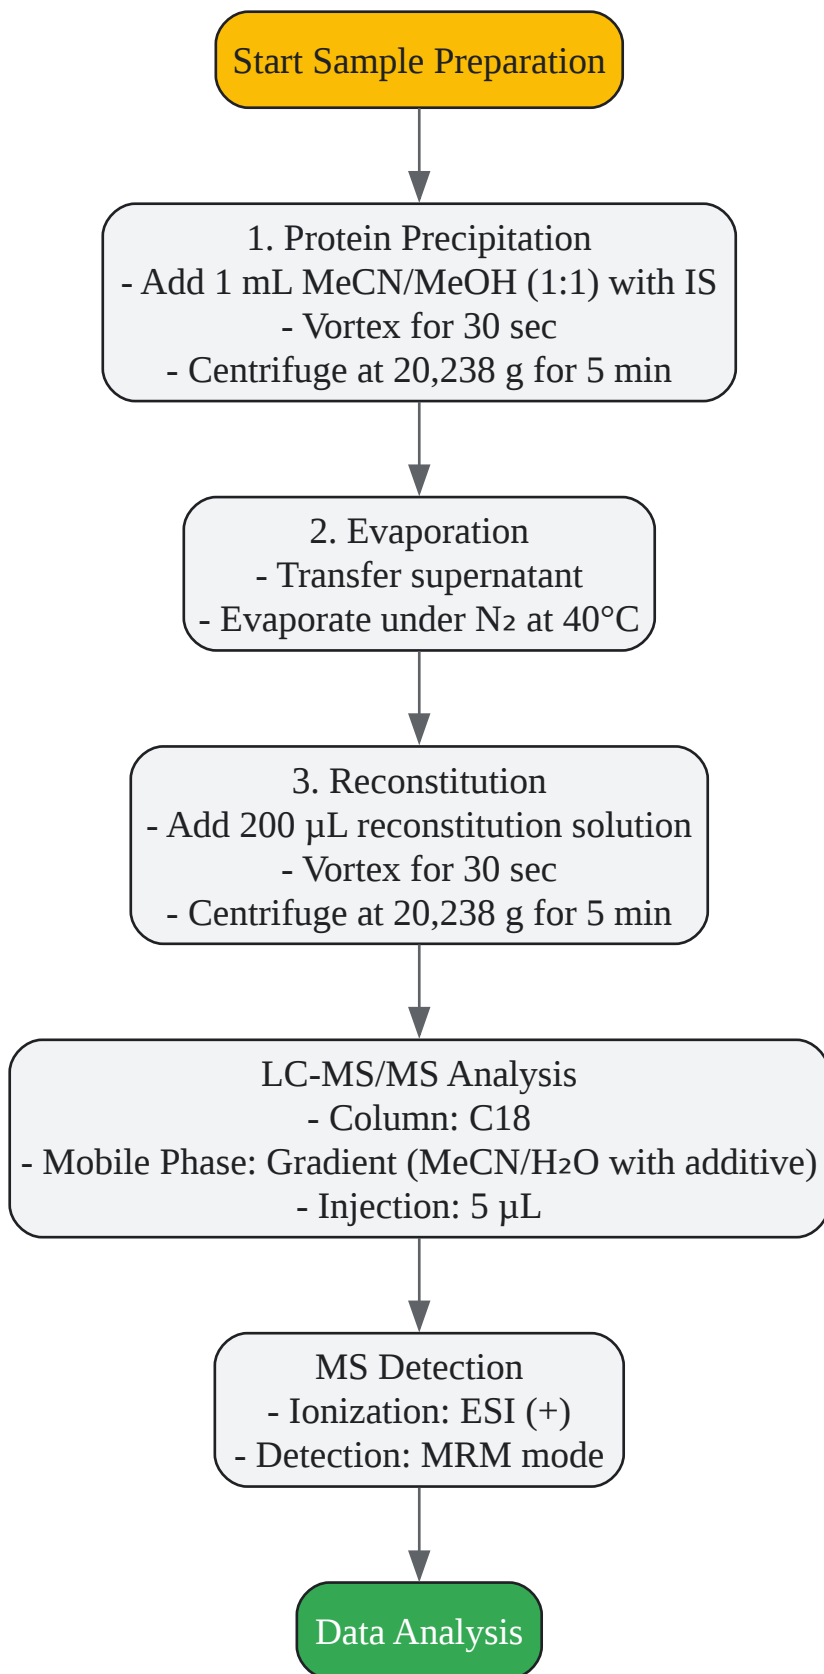 Start Sample Preparation
1. Protein Precipitation
- Add 1 mL MeCN/MeOH (1:1) with IS
- Vortex for 30 sec
- Centrifuge at 20,238 g for 5 min
2. Evaporation
- Transfer supernatant
- Evaporate under N₂ at 40°C
3. Reconstitution
- Add 200 µL reconstitution solution
- Vortex for 30 sec
- Centrifuge at 20,238 g for 5 min
LC-MS/MS Analysis
- Column: C18
- Mobile Phase: Gradient (MeCN/H₂O with additive)
- Injection: 5 µL
MS Detection
- Ionization: ESI (+)
- Detection: MRM mode
Data Analysis